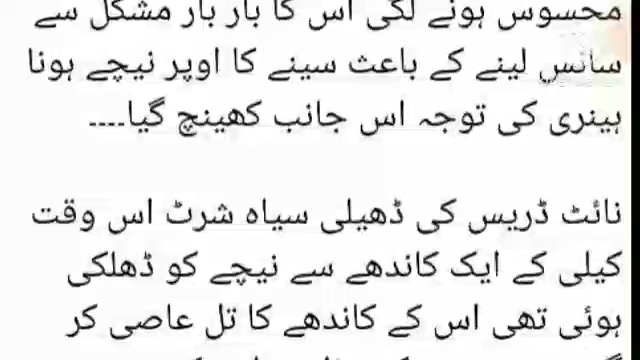 محسوس ہونے لگی اس کا بار بار مشکل سے
سانس لینے کے باعث سینے کا اوپر نیچے ہونا
ہینری کی توجہ اس جانب کھینچ گیا۔۔۔۔
نائٹ ڈریس کی ڈھیلی سیاہ شرٹ اس وقت
کیلی کے ایک کاندھے سے نیچے کو ڈھلکی
ہوئی تھی اس کے کاندھے کا تل عاصی کر